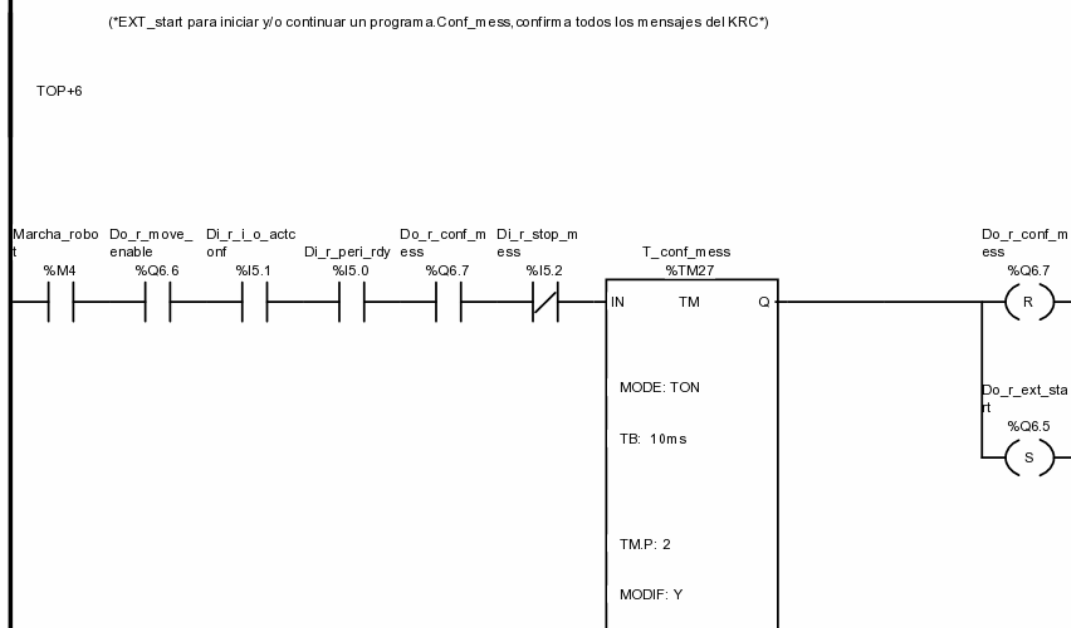 (*EXT_start para iniciar y/o continuar un programa.Conf_mess,confirma todos los mensajes del KRC*)
TOP+6
Marcha_robo
t
%M4
Do_r_move_
enable
%Q6.6
Di_r_i_o_actc
onf
%I5.1
Di_r_peri_rdy
%I5.0
Do_r_conf_m
ess
%Q6.7
Di_r_stop_m
ess
%I5.2
T_conf_mess
%TM27
IN TM Q
MODE: TON
TB: 10ms
TM.P: 2
MODIF: Y
Do_r_conf_m
ess
%Q6.7
R
Do_r_ext_sta
rt
%Q6.5
S